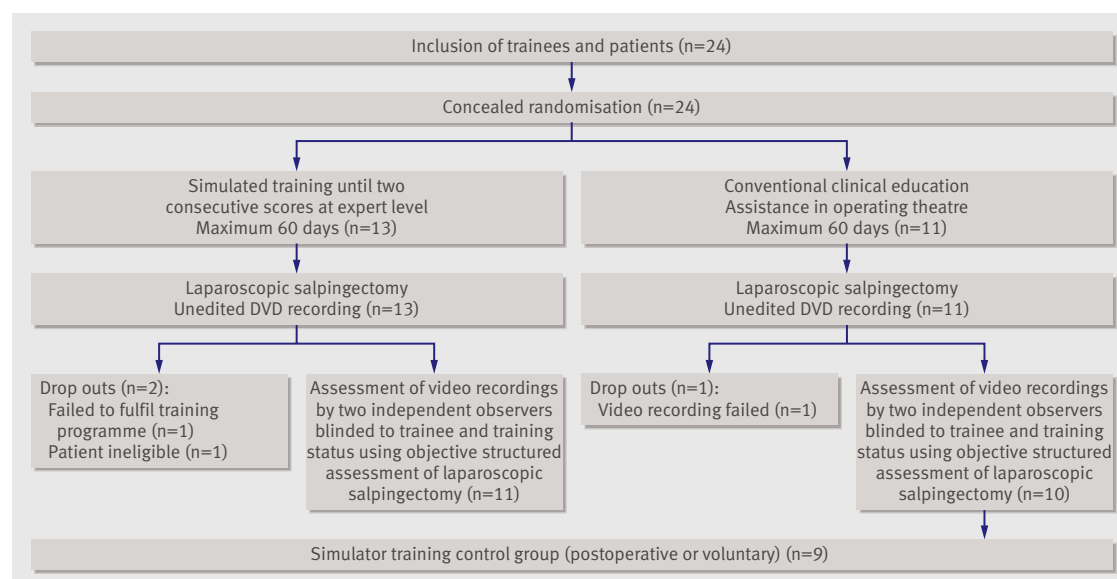 Inclusion of trainees and patients (n=24)
Concealed randomisation (n=24)
Simulated training until two
consecutive scores at expert level
Maximum 60 days (n=13)
Conventional clinical education
Assistance in operating theatre
Maximum 60 days (n=11)
Laparoscopic salpingectomy
Unedited DVD recording (n=13)
Laparoscopic salpingectomy
Unedited DVD recording (n=11)
Drop outs (n=2):
Failed to fulfil training
programme (n=1)
Patient ineligible (n=1)
Assessment of video recordings
by two independent observers
blinded to trainee and training
status using objective structured
assessment of laparoscopic
salpingectomy (n=11)
Drop outs (n=1):
Video recording failed (n=1)
Assessment of video recordings
by two independent observers
blinded to trainee and training
status using objective structured
assessment of laparoscopic
salpingectomy (n=10)
Simulator training control group (postoperative or voluntary) (n=9)